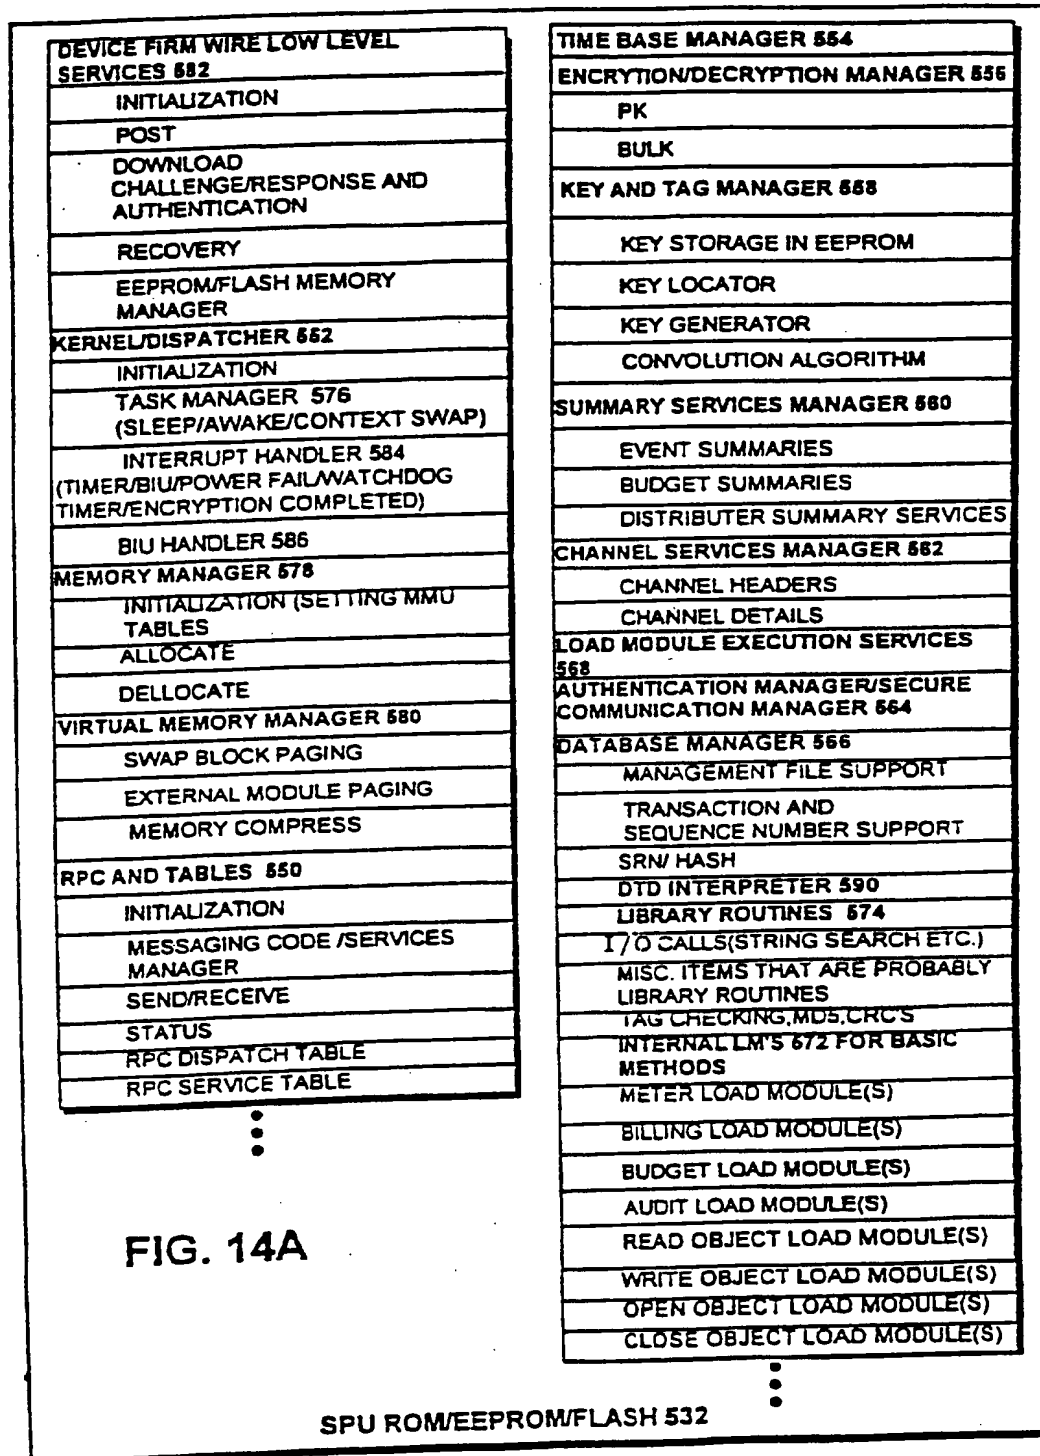 DEVICE FIRM WIRE LOW LEVEL
SERVICES 582
INITIALIZATION
POST
DOWNLOAD
CHALLENGE/RESPONSE AND
AUTHENTICATION
RECOVERY
EEPROM/FLASH MEMORY
MANAGER
KERNEL/DISPATCHER 552
INITIALIZATION
TASK MANAGER 576
(SLEEP/AWAKE/CONTEXT SWAP)
INTERRUPT HANDLER 584
(TIMER/BIU/POWER FAIL/WATCHDOG
TIMER/ENCRYPTION COMPLETED)
BIU HANDLER 586
MEMORY MANAGER 578
INITIALIZATION (SETTING MMU
TABLES
ALLOCATE
DELLOCATE
VIRTUAL MEMORY MANAGER 580
SWAP BLOCK PAGING
EXTERNAL MODULE PAGING
MEMORY COMPRESS
RPC AND TABLES 550
INITIALIZATION
MESSAGING CODE /SERVICES
MANAGER
SEND/RECEIVE
STATUS
RPC DISPATCH TABLE
RPC SERVICE TABLE
TIME BASE MANAGER 554
ENCRYTION/DECRYPTION MANAGER 556
PK
BULK
KEY AND TAG MANAGER 558
KEY STORAGE IN EEPROM
KEY LOCATOR
KEY GENERATOR
CONVOLUTION ALGORITHM
SUMMARY SERVICES MANAGER 560
EVENT SUMMARIES
BUDGET SUMMARIES
DISTRIBUTER SUMMARY SERVICES
CHANNEL SERVICES MANAGER 562
CHANNEL HEADERS
CHANNEL DETAILS
LOAD MODULE EXECUTION SERVICES
568
AUTHENTICATION MANAGER/SECURE
COMMUNICATION MANAGER 564
DATABASE MANAGER 566
MANAGEMENT FILE SUPPORT
TRANSACTION AND
SEQUENCE NUMBER SUPPORT
SRN/ HASH
DTD INTERPRETER 590
LIBRARY ROUTINES 574
I/O CALLS(STRING SEARCH ETC.)
MISC. ITEMS THAT ARE PROBABLY
LIBRARY ROUTINES
TAG CHECKING,MD5,CRC'S
INTERNAL LM'S 572 FOR BASIC
METHODS
METER LOAD MODULE(S)
BILLING LOAD MODULE(S)
BUDGET LOAD MODULE(S)
AUDIT LOAD MODULE(S)
READ OBJECT LOAD MODULE(S)
WRITE OBJECT LOAD MODULE(S)
OPEN OBJECT LOAD MODULE(S)
CLOSE OBJECT LOAD MODULE(S)
FIG. 14A
SPU ROM/EEPROM/FLASH 532